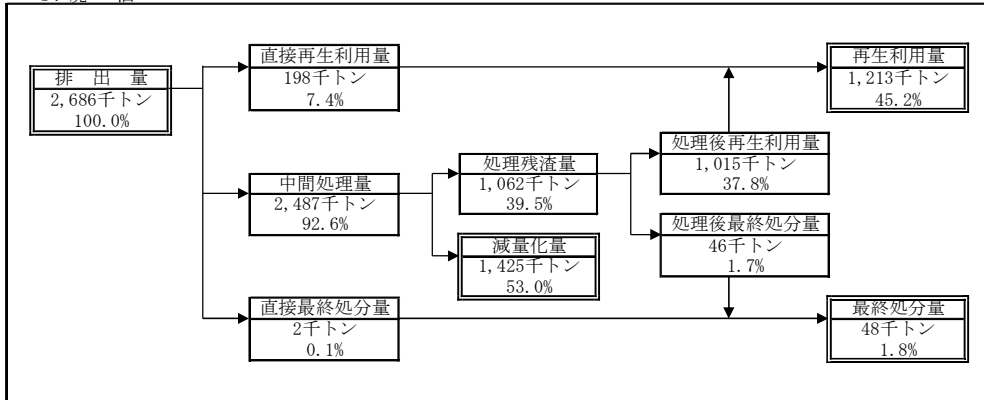 排 出 量
2,686千トン
100.0%
直接再生利用量
198千トン
7.4%
再生利用量
1,213千トン
45.2%
中間処理量
2,487千トン
92.6%
処理残渣量
1,062千トン
39.5%
処理後再生利用量
1,015千トン
37.8%
減量化量
1,425千トン
53.0%
処理後最終処分量
46千トン
1.7%
直接最終処分量
2千トン
0.1%
最終処分量
48千トン
1.8%